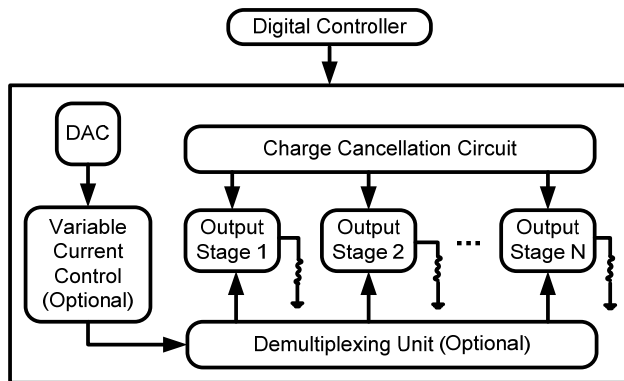 Digital Controller
DAC
Charge Cancellation Circuit
Variable
Current
Control
(Optional)
Output
Stage 1
Output
Stage 2
...
Output
Stage N
Demultiplexing Unit (Optional)